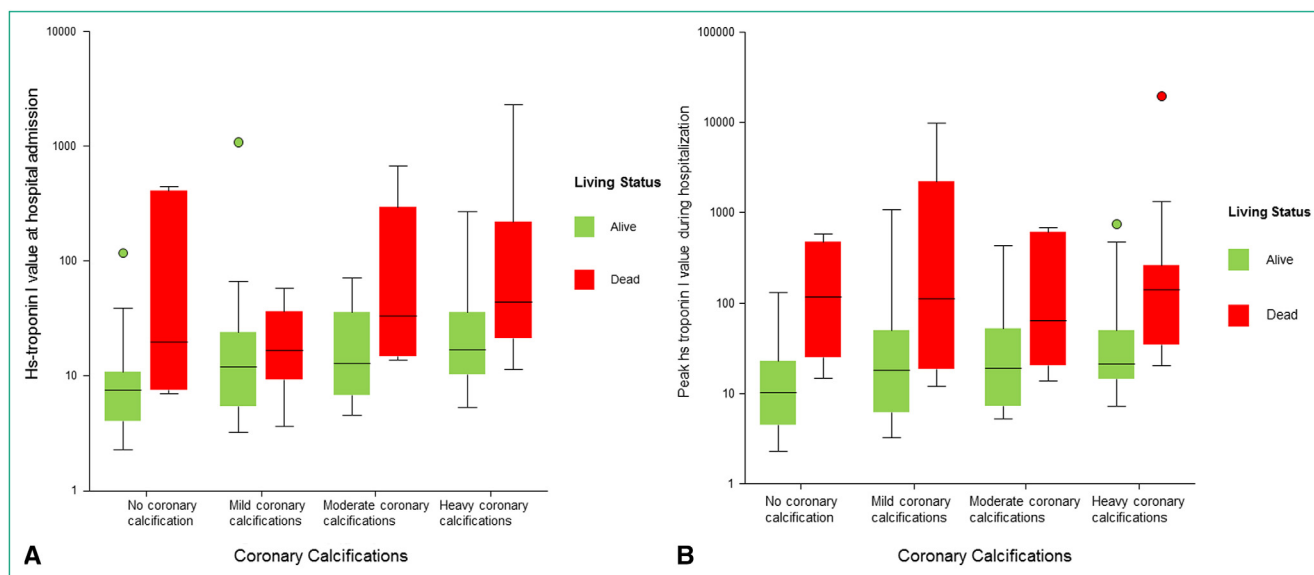 10000
1000
100
10
1
Hs-troponin I value at hospital admission
No coronary
calcification
Mild coronary
calcifications
Moderate coronary
calcifications
Heavy coronary
calcifications
Coronary Calcifications
A
Living Status
Alive
Dead
100000
10000
1000
100
10
1
Peak hs troponin I value during hospitalization
No coronary
calcification
Mild coronary
calcifications
Moderate coronary
calcifications
Heavy coronary
calcifications
Coronary Calcifications
B
Living Status
Alive
Dead